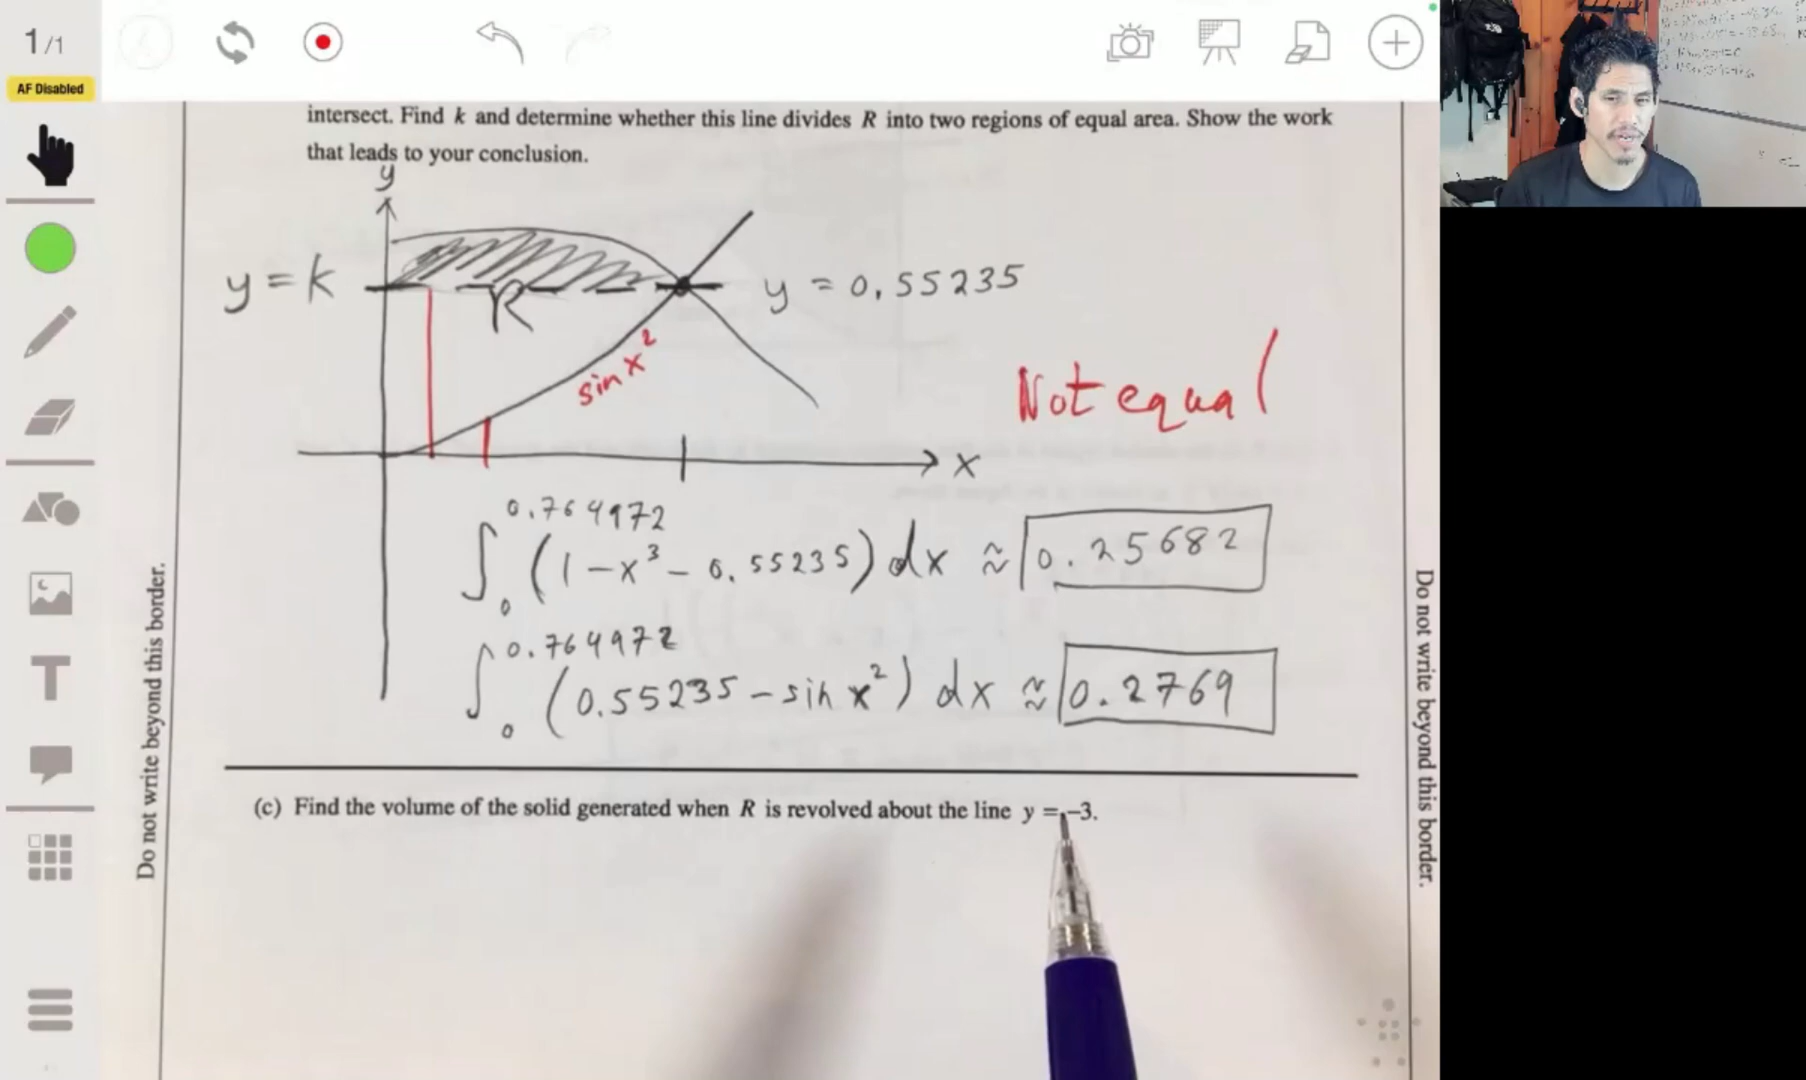 1/1
AF Disabled
intersect. Find k and determine whether this line divides R into two regions of equal area. Show the work
that leads to your conclusion.
y
y = k
R
y = 0.55235
sin x²
Not equal
x
∫₀^0.764972 (1 − x³ − 0.55235) dx ≈ 0.25682
∫₀^0.764972 (0.55235 − sin x²) dx ≈ 0.2769
(c) Find the volume of the solid generated when R is revolved about the line y = −3.
Do not write beyond this border.
Do not write beyond this border.
T